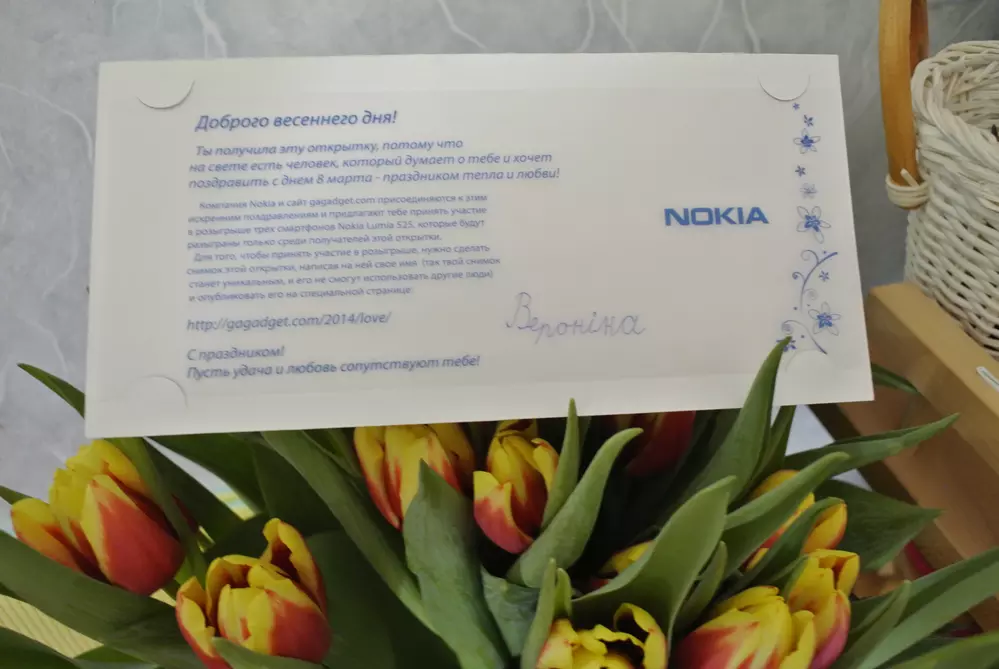 Доброго весеннего дня!
Ты получила эту открытку, потому что
на свете есть человек, который думает о тебе и хочет
поздравить с днем 8 марта - праздником тепла и любви!
Компания Nokia и сайт gagadget.com присоединяются к этим
искренним поздравлениям и предлагают тебе принять участие
в розыгрыше трех смартфонов Nokia Lumia 525, которые будут
разыграны только среди получателей этой открытки.
Для того, чтобы принять участие в розыгрыше, нужно сделать
снимок этой открытки, написав на ней свое имя (так твой снимок
станет уникальным, и его не смогут использовать другие люди)
и опубликовать его на специальной странице:
http://gagadget.com/2014/love/
С праздником!
Пусть удача и любовь сопутствуют тебе!
NOKIA
Вероніна